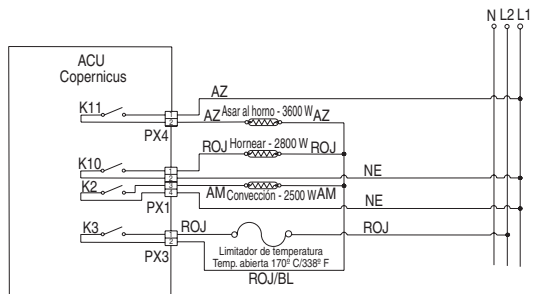 N L2 L1
ACU
Copernicus
K11
1
2
PX4
AZ
AZ Asar al horno - 3600 W AZ
ROJ Hornear - 2800 W ROJ
K10
1
2
NE
K2
3
4
PX1
AM Convección - 2500 W AM
NE
K3
1
2
PX3
ROJ
ROJ
Limitador de temperatura
Temp. abierta 170º C/338º F
ROJ/BL